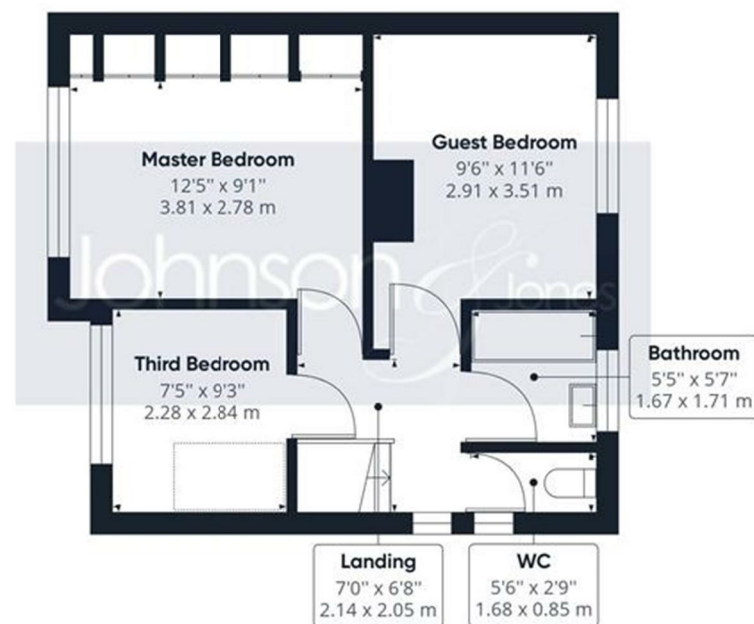 Master Bedroom
12'5" x 9'1"
3.81 x 2.78 m
Guest Bedroom
9'6" x 11'6"
2.91 x 3.51 m
Johnson & Jones
Third Bedroom
7'5" x 9'3"
2.28 x 2.84 m
Bathroom
5'5" x 5'7"
1.67 x 1.71 m
Landing
7'0" x 6'8"
2.14 x 2.05 m
WC
5'6" x 2'9"
1.68 x 0.85 m